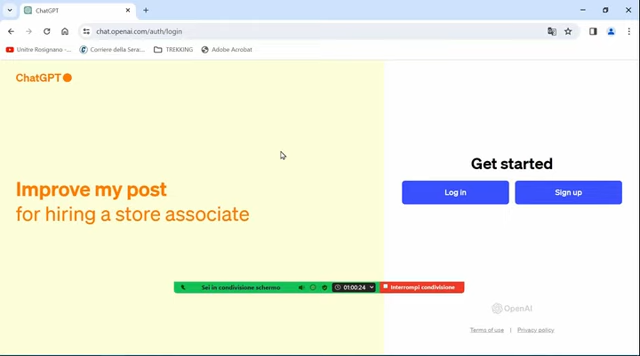 ChatGPT
chat.openai.com/auth/login
Unitre Rosignano -...
Corriere della Sera:...
TREKKING
Adobe Acrobat
ChatGPT
Improve my post
for hiring a store associate
Get started
Log in
Sign up
Sei in condivisione schermo
01:00:24
Interrompi condivisione
OpenAI
Terms of use | Privacy policy